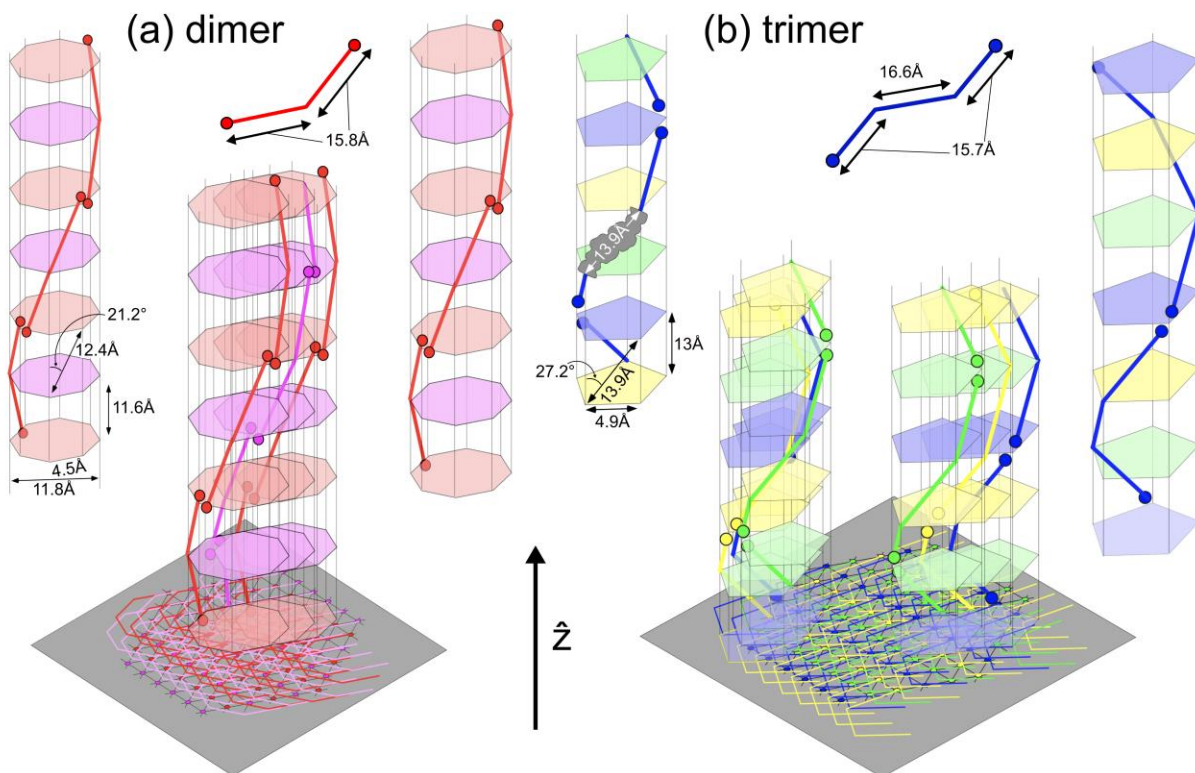 (a) dimer
15.8Å
21.2°
12.4Å
11.6Å
4.5Å
11.8Å
(b) trimer
16.6Å
15.7Å
13.9Å
13Å
27.2°
13.9Å
4.9Å
ẑ